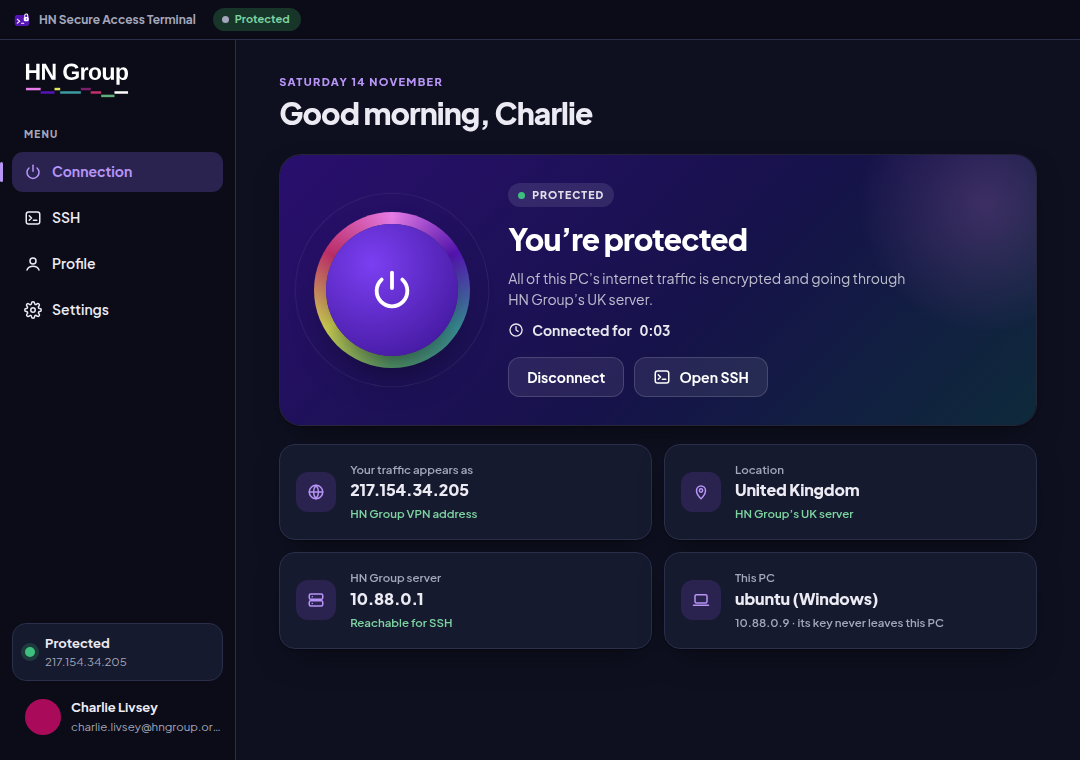 HN Secure Access Terminal
Protected
HN Group
MENU
Connection
SSH
Profile
Settings
Protected
217.154.34.205
Charlie Livsey
charlie.livsey@hngroup.or…
SATURDAY 14 NOVEMBER
Good morning, Charlie
PROTECTED
You’re protected
All of this PC’s internet traffic is encrypted and going through
HN Group’s UK server.
Connected for 0:03
Disconnect
Open SSH
Your traffic appears as
217.154.34.205
HN Group VPN address
Location
United Kingdom
HN Group’s UK server
HN Group server
10.88.0.1
Reachable for SSH
This PC
ubuntu (Windows)
10.88.0.9 · its key never leaves this PC